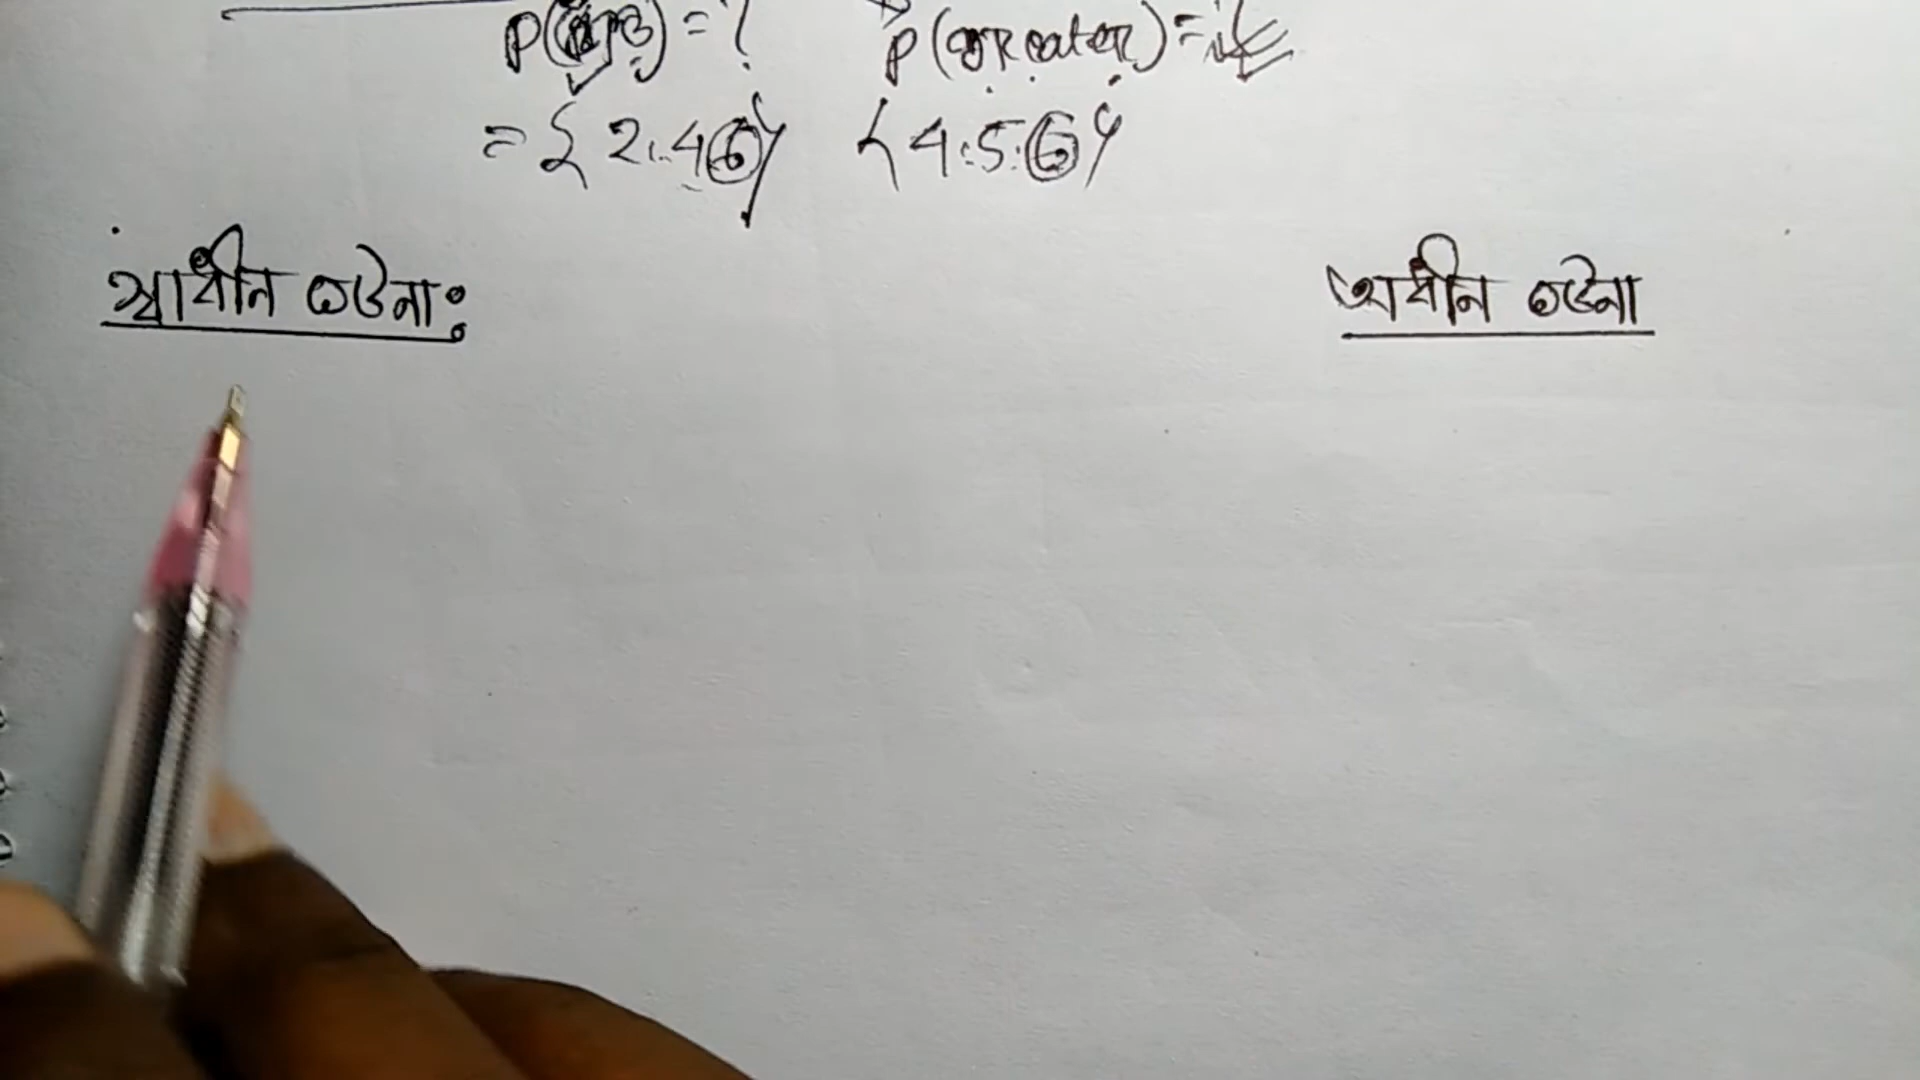 P(জোড়) = ? P(Greater) =
= { 2, 4, 6 } { 4, 5, 6 }
স্বাধীন ঘটনাঃ অধীন ঘটনা